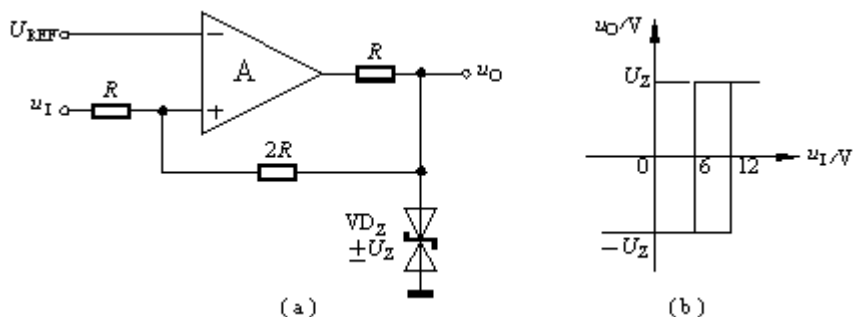 U_REF
−
A
R
u_O
u_I
R
+
2R
VD_Z
±U_Z
(a)
u_O/V
U_Z
0
6
12
u_I/V
−U_Z
(b)